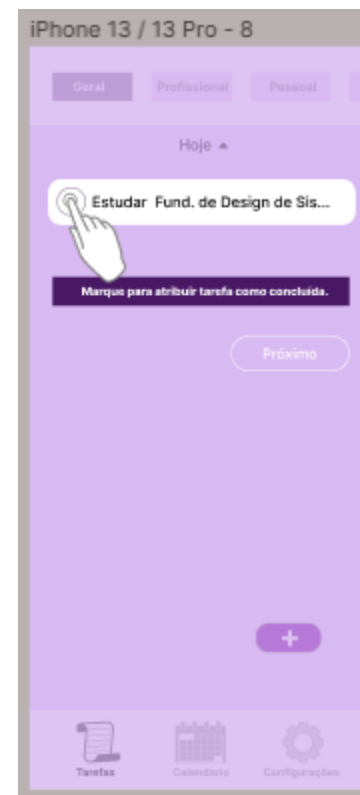 iPhone 13 / 13 Pro - 8
Geral Profissional Pessoal
Hoje
Estudar Fund. de Design de Sis...
Marque para atribuir tarefa como concluída.
Próximo
+
Tarefas Calendario Configurações